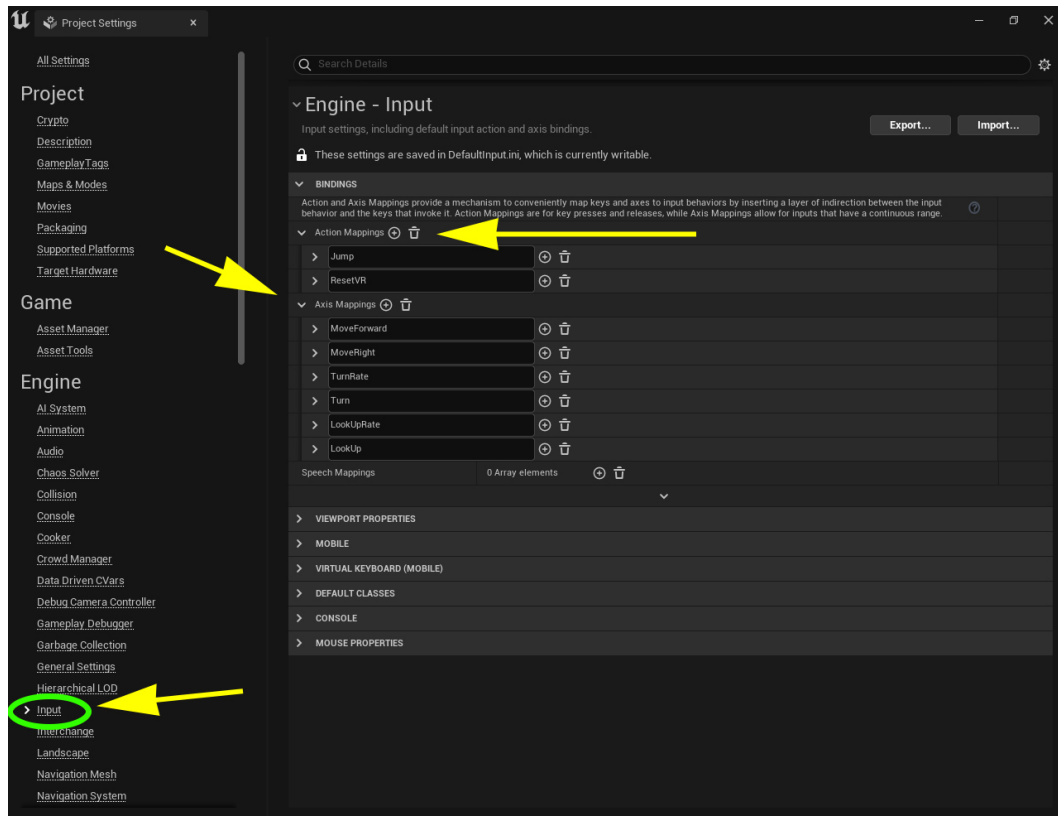 Project Settings
All Settings
Project
Crypto
Description
GameplayTags
Maps & Modes
Movies
Packaging
Supported Platforms
Target Hardware
Game
Asset Manager
Asset Tools
Engine
AI System
Animation
Audio
Chaos Solver
Collision
Console
Cooker
Crowd Manager
Data Driven CVars
Debug Camera Controller
Gameplay Debugger
Garbage Collection
General Settings
Hierarchical LOD
Input
Interchange
Landscape
Navigation Mesh
Navigation System
Search Details
Engine - Input
Input settings, including default input action and axis bindings.
Export...
Import...
These settings are saved in DefaultInput.ini, which is currently writable.
BINDINGS
Action and Axis Mappings provide a mechanism to conveniently map keys and axes to input behaviors by inserting a layer of indirection between the input
behavior and the keys that invoke it. Action Mappings are for key presses and releases, while Axis Mappings allow for inputs that have a continuous range.
Action Mappings
Jump
ResetVR
Axis Mappings
MoveForward
MoveRight
TurnRate
Turn
LookUpRate
LookUp
Speech Mappings
0 Array elements
VIEWPORT PROPERTIES
MOBILE
VIRTUAL KEYBOARD (MOBILE)
DEFAULT CLASSES
CONSOLE
MOUSE PROPERTIES